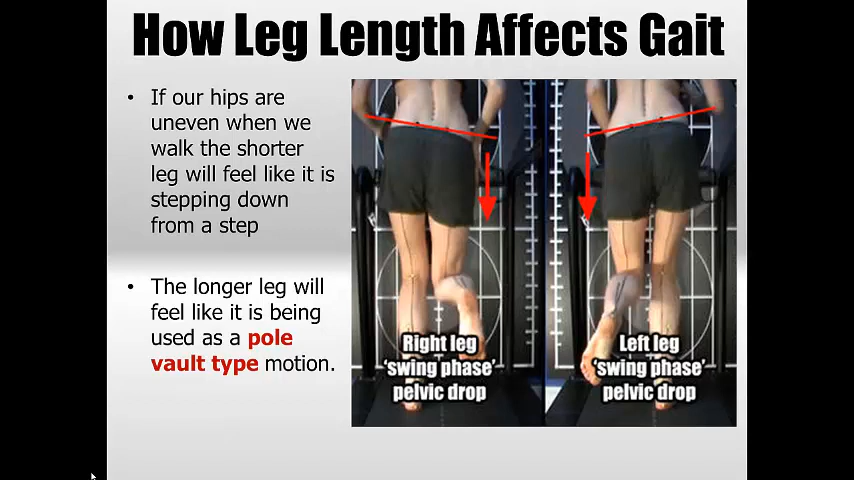 How Leg Length Affects Gait
• If our hips are
uneven when we
walk the shorter
leg will feel like it is
stepping down
from a step
• The longer leg will
feel like it is being
used as a pole
vault type motion.
Right leg
‘swing phase’
pelvic drop
Left leg
‘swing phase’
pelvic drop